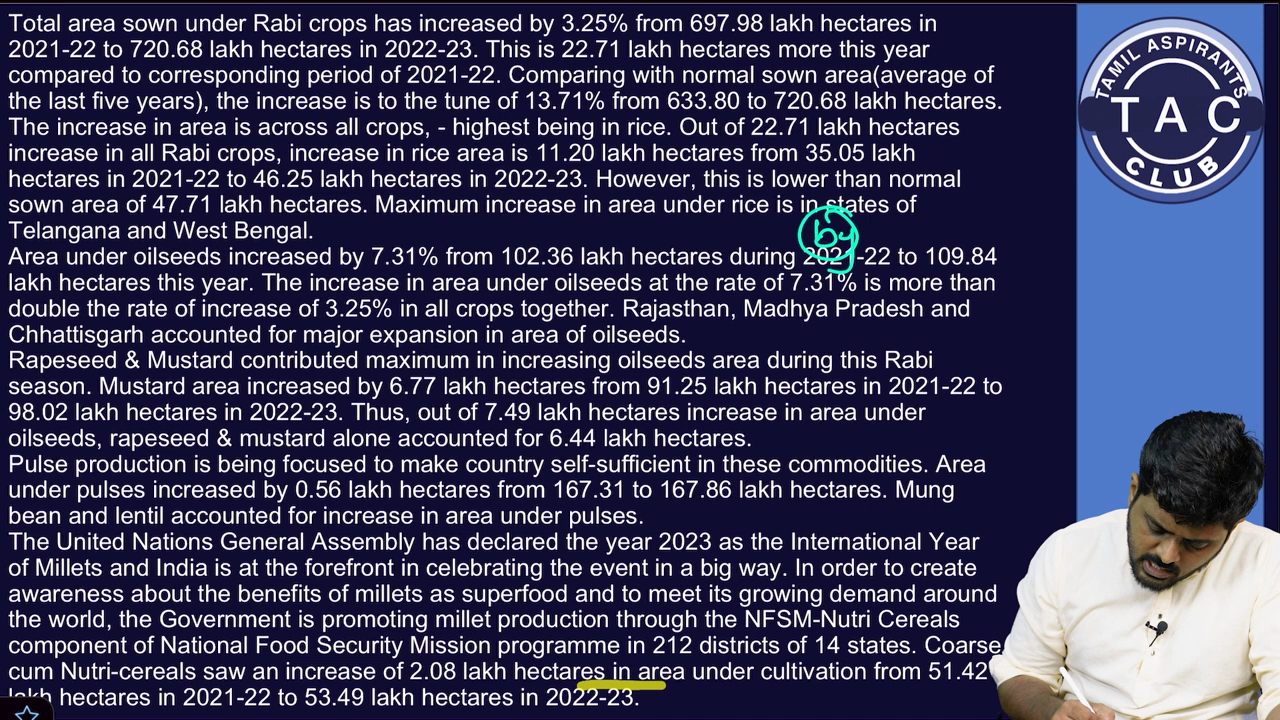 Total area sown under Rabi crops has increased by 3.25% from 697.98 lakh hectares in
2021-22 to 720.68 lakh hectares in 2022-23. This is 22.71 lakh hectares more this year
compared to corresponding period of 2021-22. Comparing with normal sown area(average of
the last five years), the increase is to the tune of 13.71% from 633.80 to 720.68 lakh hectares.
The increase in area is across all crops, - highest being in rice. Out of 22.71 lakh hectares
increase in all Rabi crops, increase in rice area is 11.20 lakh hectares from 35.05 lakh
hectares in 2021-22 to 46.25 lakh hectares in 2022-23. However, this is lower than normal
sown area of 47.71 lakh hectares. Maximum increase in area under rice is in states of
Telangana and West Bengal.
by
Area under oilseeds increased by 7.31% from 102.36 lakh hectares during 2021-22 to 109.84
lakh hectares this year. The increase in area under oilseeds at the rate of 7.31% is more than
double the rate of increase of 3.25% in all crops together. Rajasthan, Madhya Pradesh and
Chhattisgarh accounted for major expansion in area of oilseeds.
Rapeseed & Mustard contributed maximum in increasing oilseeds area during this Rabi
season. Mustard area increased by 6.77 lakh hectares from 91.25 lakh hectares in 2021-22 to
98.02 lakh hectares in 2022-23. Thus, out of 7.49 lakh hectares increase in area under
oilseeds, rapeseed & mustard alone accounted for 6.44 lakh hectares.
Pulse production is being focused to make country self-sufficient in these commodities. Area
under pulses increased by 0.56 lakh hectares from 167.31 to 167.86 lakh hectares. Mung
bean and lentil accounted for increase in area under pulses.
The United Nations General Assembly has declared the year 2023 as the International Year
of Millets and India is at the forefront in celebrating the event in a big way. In order to create
awareness about the benefits of millets as superfood and to meet its growing demand around
the world, the Government is promoting millet production through the NFSM-Nutri Cereals
component of National Food Security Mission programme in 212 districts of 14 states. Coarse
cum Nutri-cereals saw an increase of 2.08 lakh hectares in area under cultivation from 51.42
lakh hectares in 2021-22 to 53.49 lakh hectares in 2022-23.
TAMIL ASPIRANTS
TAC
CLUB